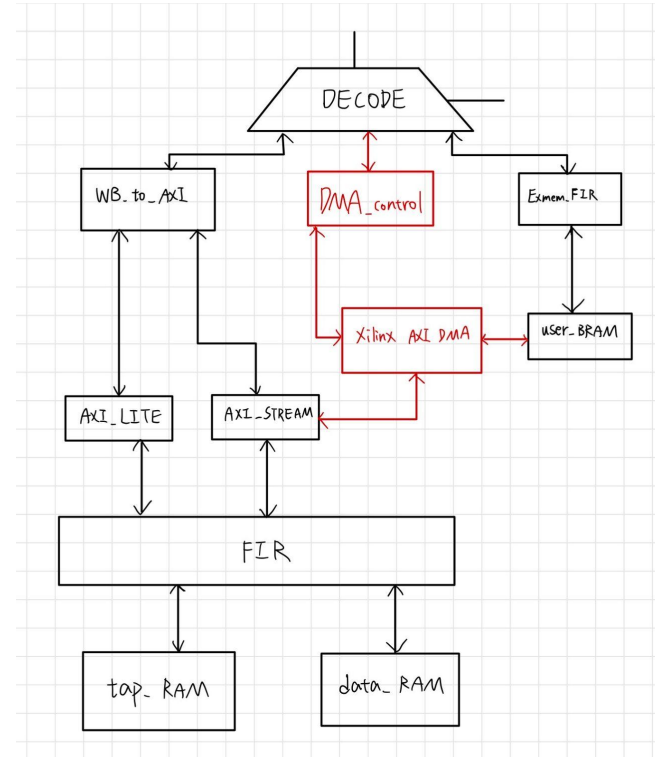 DECODE
WB_to_AXI
DMA_control
Exmem_FIR
Xilinx AXI DMA
user_BRAM
AXI_LITE
AXI_STREAM
FIR
tap_RAM
data_RAM